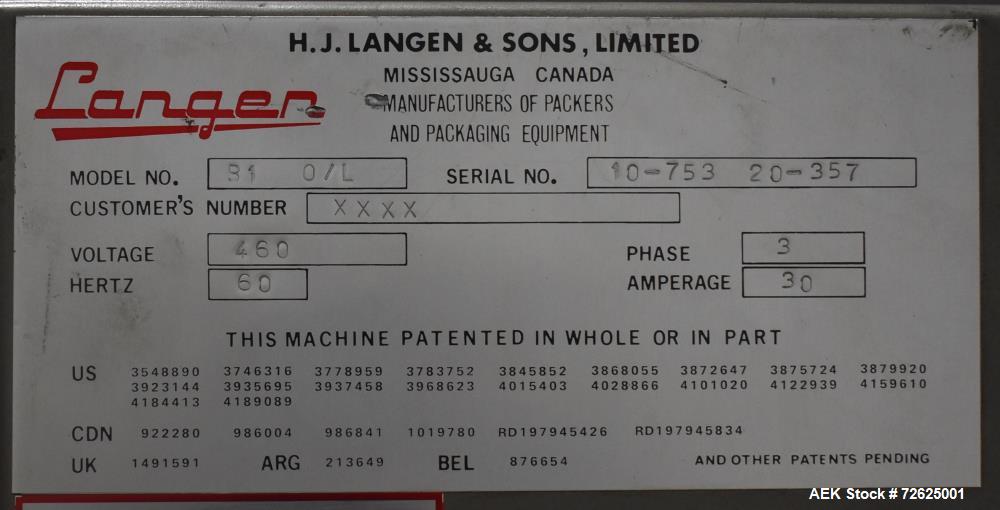 H.J. LANGEN & SONS, LIMITED
Langen
MISSISSAUGA CANADA
MANUFACTURERS OF PACKERS
AND PACKAGING EQUIPMENT
MODEL NO. B1 O/L SERIAL NO. 10-753 20-357
CUSTOMER'S NUMBER XXXX
VOLTAGE 460 PHASE 3
HERTZ 60 AMPERAGE 30
THIS MACHINE PATENTED IN WHOLE OR IN PART
US 3548890 3746316 3778959 3783752 3845852 3868055 3872647 3875724 3879920
3923144 3935695 3937458 3968623 4015403 4028866 4101020 4122939 4159610
4184413 4189089
CDN 922280 986004 986841 1019780 RD197945426 RD197945834
UK 1491591 ARG 213649 BEL 876654 AND OTHER PATENTS PENDING
AEK Stock # 72625001